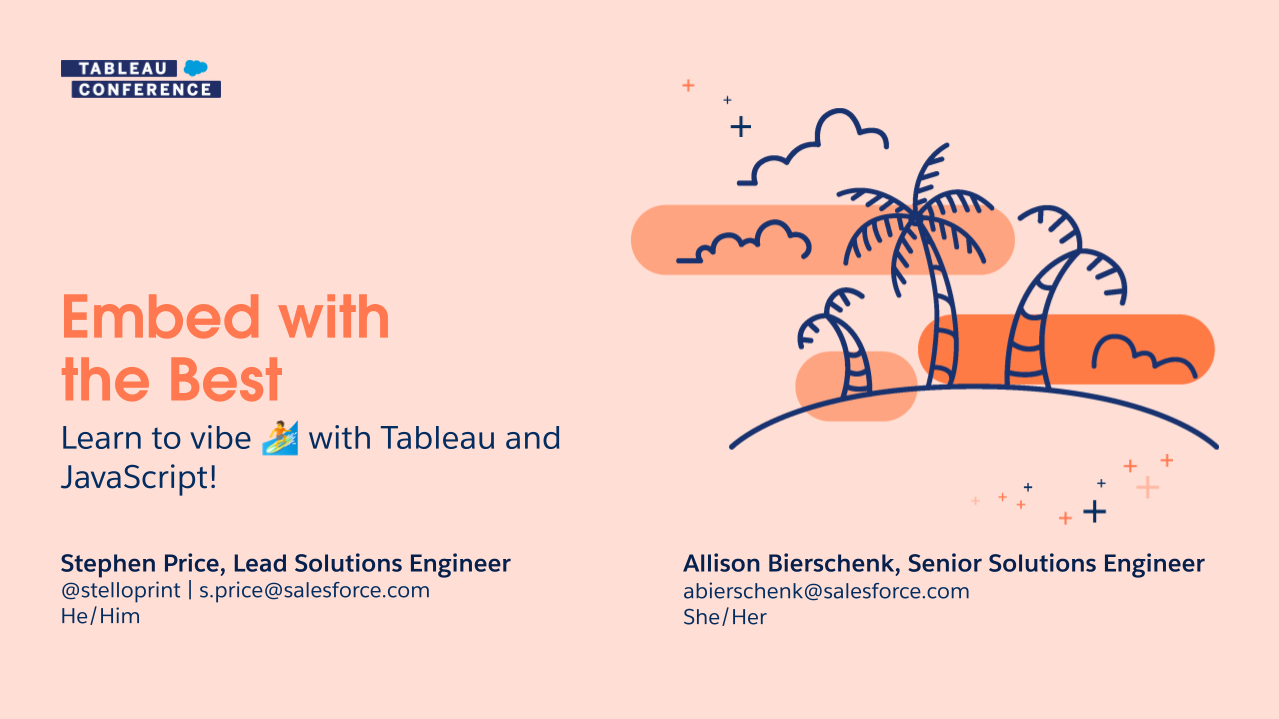 TABLEAU
CONFERENCE
Embed with
the Best
Learn to vibe 🏄 with Tableau and
JavaScript!
Stephen Price, Lead Solutions Engineer
@stelloprint | s.price@salesforce.com
He/Him
Allison Bierschenk, Senior Solutions Engineer
abierschenk@salesforce.com
She/Her